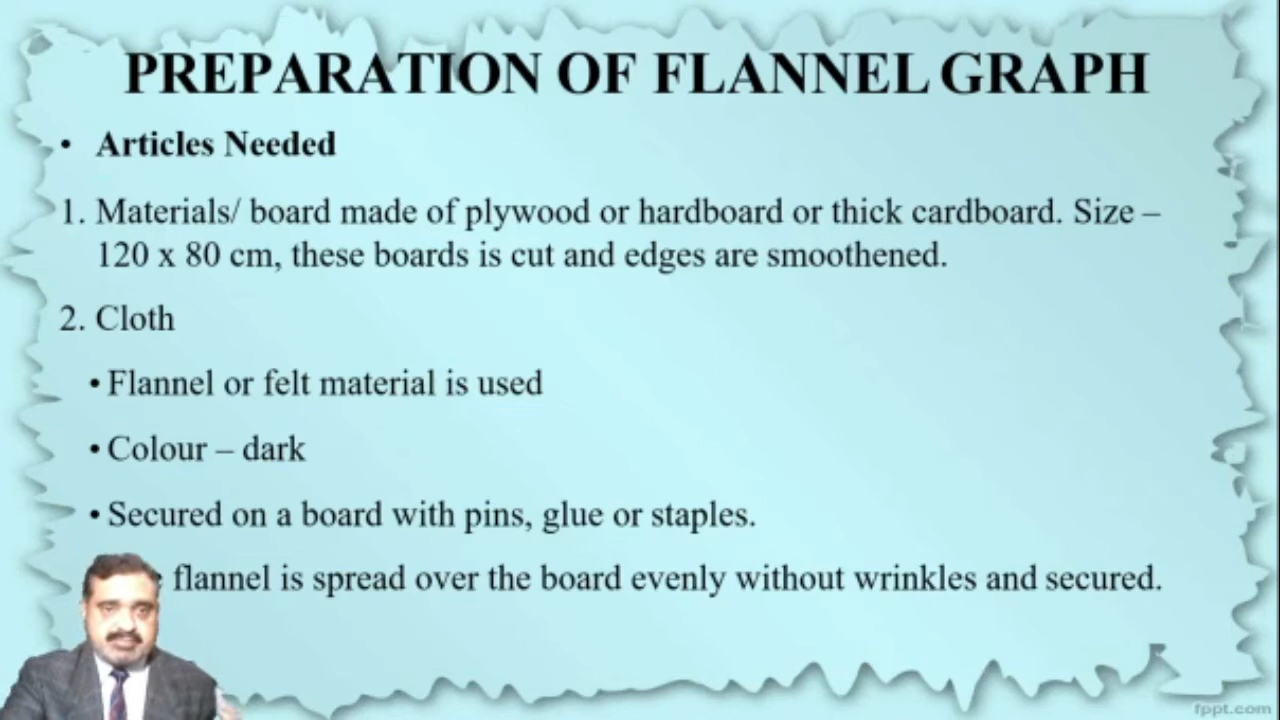 PREPARATION OF FLANNEL GRAPH
• Articles Needed
1. Materials/ board made of plywood or hardboard or thick cardboard. Size –
120 x 80 cm, these boards is cut and edges are smoothened.
2. Cloth
• Flannel or felt material is used
• Colour – dark
• Secured on a board with pins, glue or staples.
flannel is spread over the board evenly without wrinkles and secured.
fppt.com